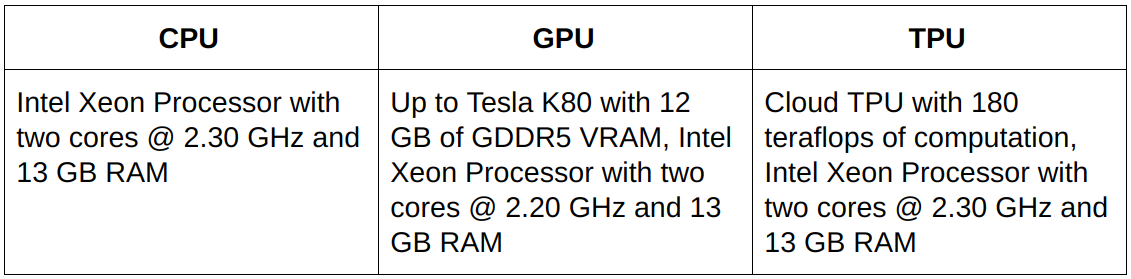 CPU
GPU
TPU
Intel Xeon Processor with
two cores @ 2.30 GHz and
13 GB RAM
Up to Tesla K80 with 12
GB of GDDR5 VRAM, Intel
Xeon Processor with two
cores @ 2.20 GHz and 13
GB RAM
Cloud TPU with 180
teraflops of computation,
Intel Xeon Processor with
two cores @ 2.30 GHz and
13 GB RAM